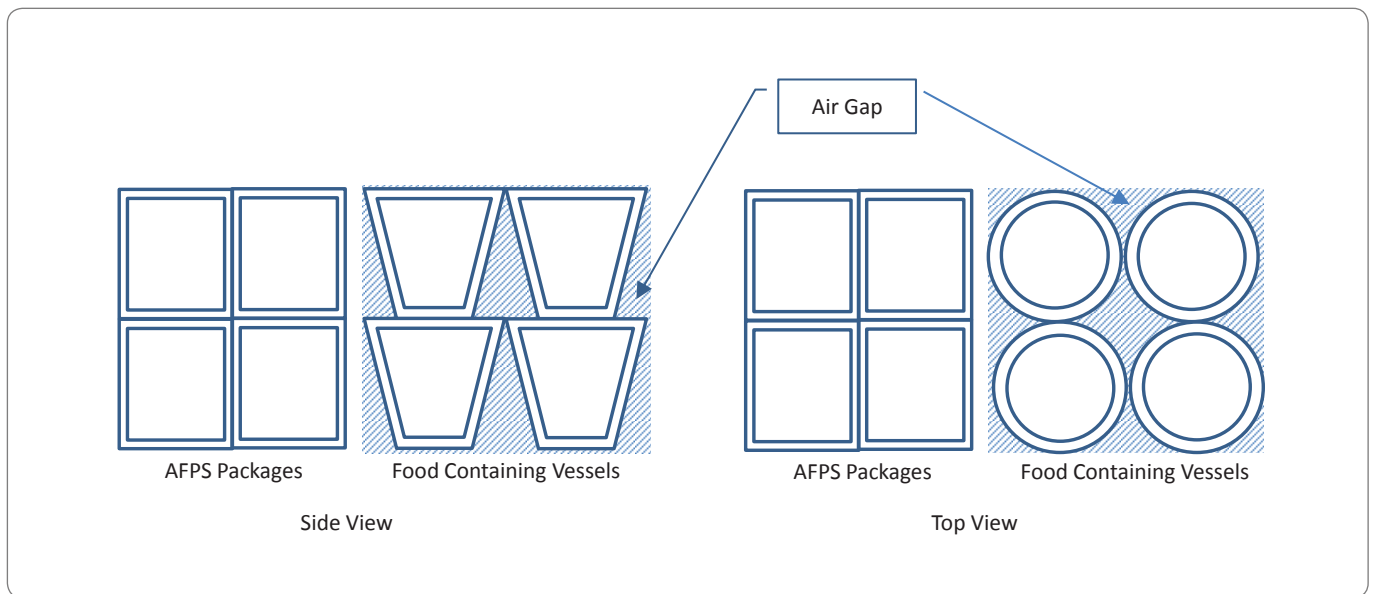 Air Gap
AFPS Packages
Food Containing Vessels
AFPS Packages
Food Containing Vessels
Side View
Top View